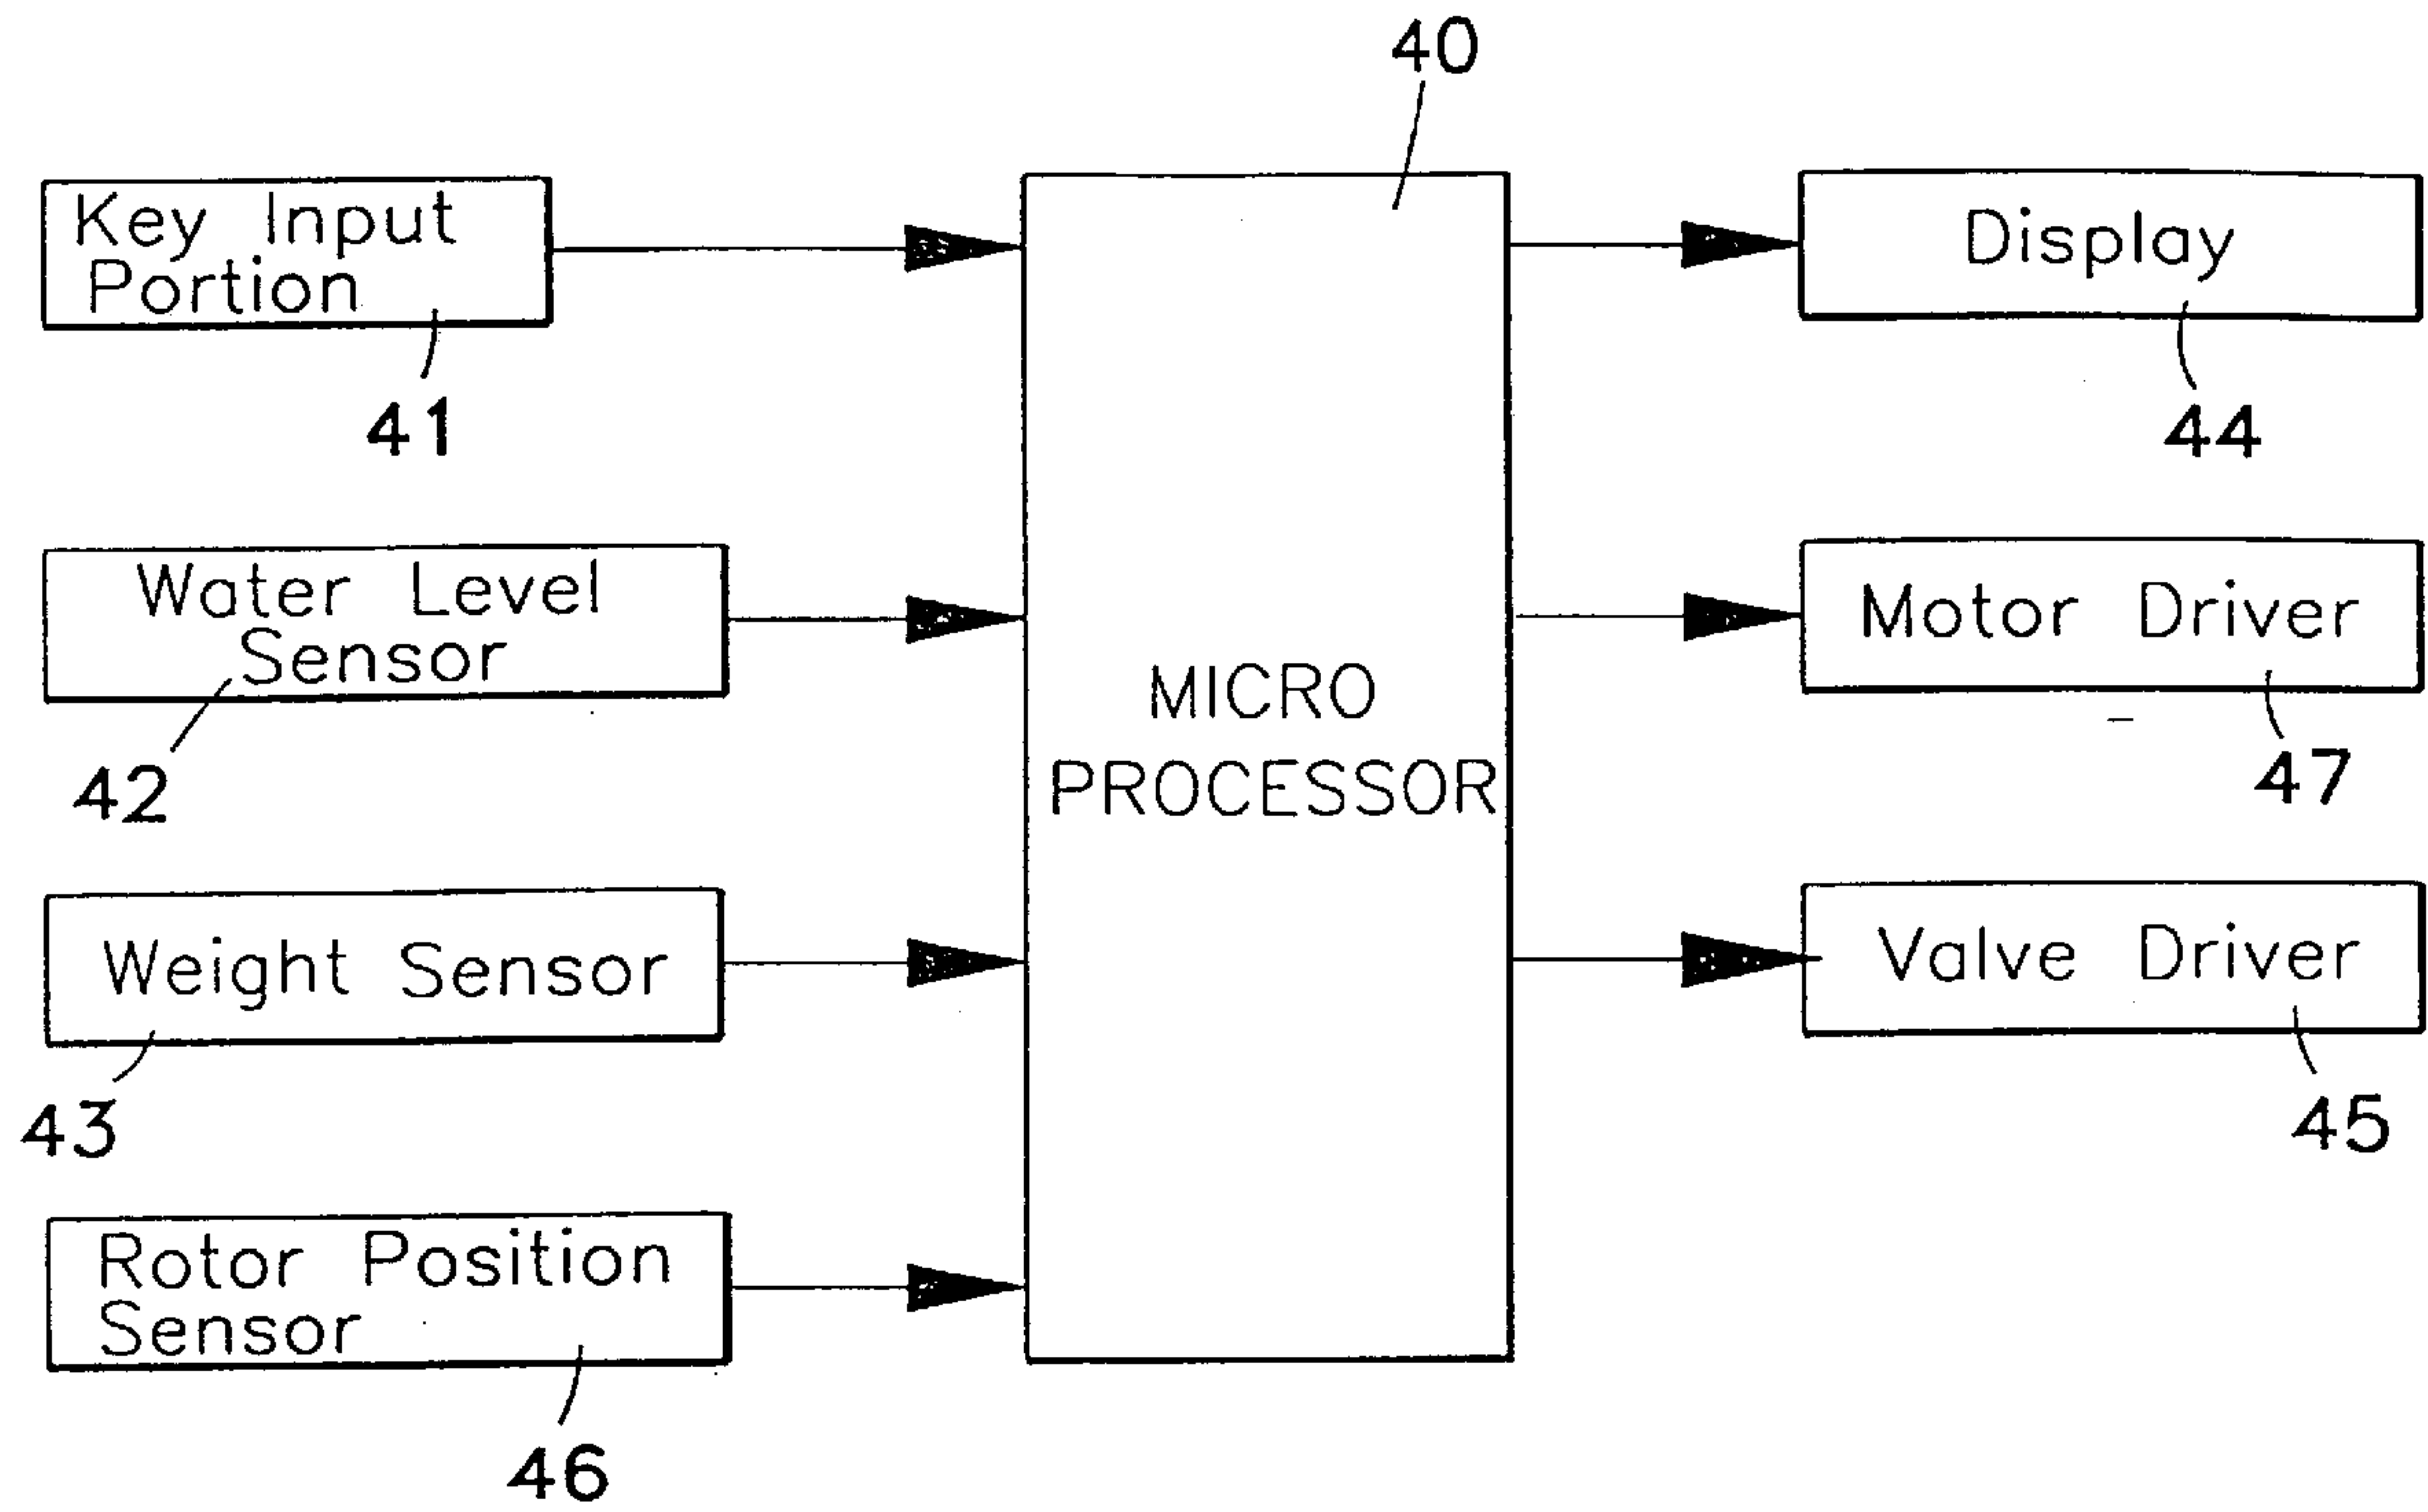 40
Key Input
Portion
41
Water Level
Sensor
42
Weight Sensor
43
Rotor Position
Sensor
46
MICRO
PROCESSOR
Display
44
Motor Driver
47
Valve Driver
45